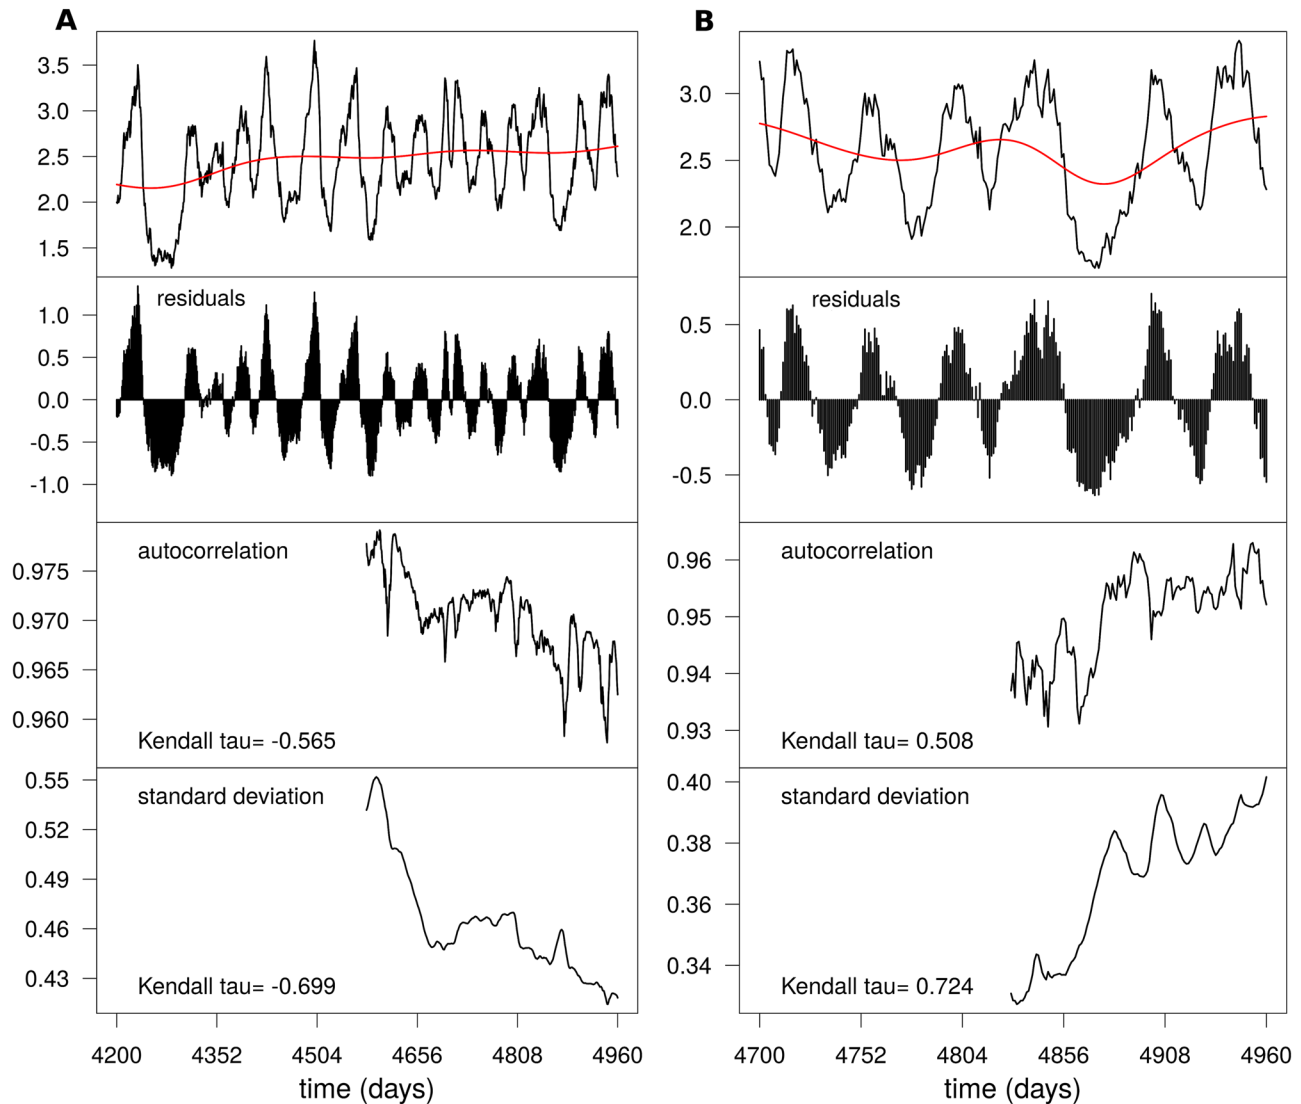 A
3.5
3.0
2.5
2.0
1.5
residuals
1.0
0.5
0.0
-0.5
-1.0
autocorrelation
0.975
0.970
0.965
0.960
Kendall tau= -0.565
standard deviation
0.55
0.52
0.49
0.46
0.43
Kendall tau= -0.699
4200 4352 4504 4656 4808 4960
time (days)
B
3.0
2.5
2.0
residuals
0.5
0.0
-0.5
autocorrelation
0.96
0.95
0.94
0.93
Kendall tau= 0.508
standard deviation
0.40
0.38
0.36
0.34
Kendall tau= 0.724
4700 4752 4804 4856 4908 4960
time (days)